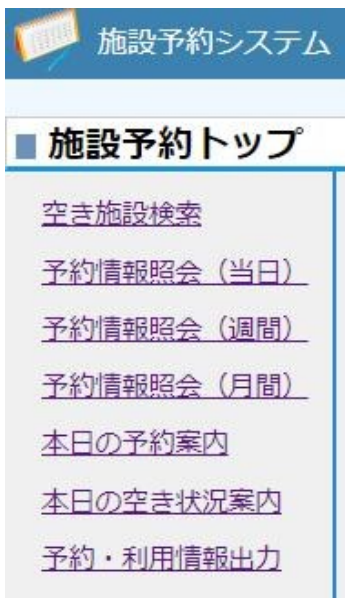 施設予約システム
施設予約トップ
空き施設検索
予約情報照会（当日）
予約情報照会（週間）
予約情報照会（月間）
本日の予約案内
本日の空き状況案内
予約・利用情報出力